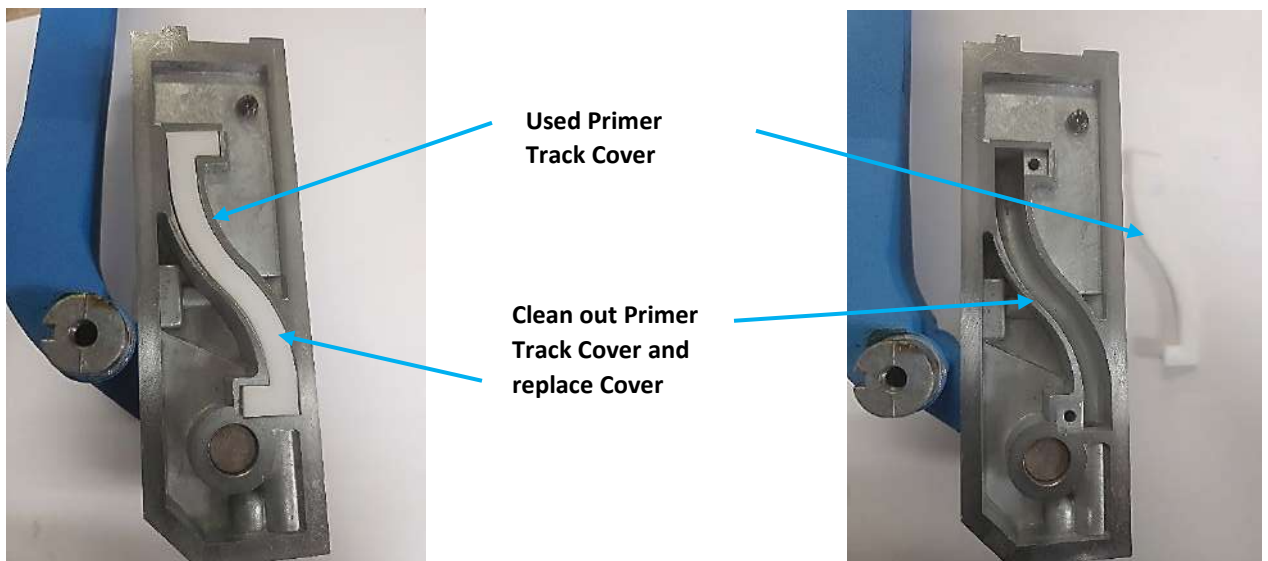 Used Primer
Track Cover
Clean out Primer
Track Cover and
replace Cover